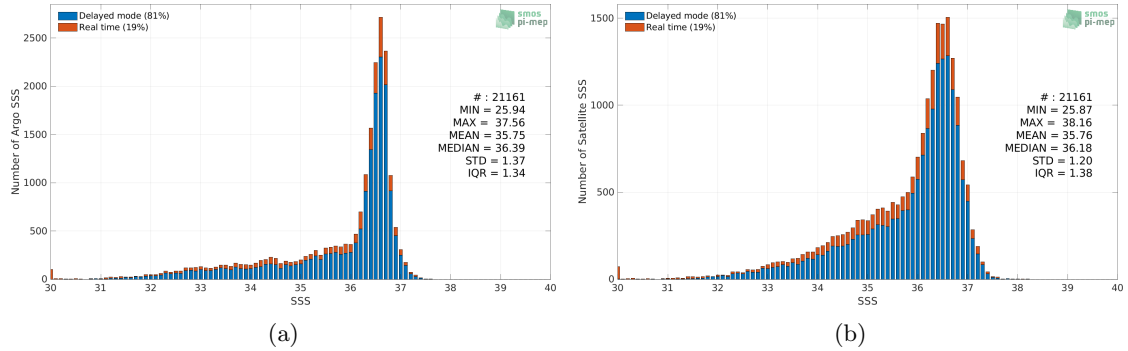 Delayed mode (81%)
Real time (19%)
smos
pi-mep
Number of Argo SSS
2500
2000
1500
1000
500
0
# : 21161
MIN = 25.94
MAX = 37.56
MEAN = 35.75
MEDIAN = 36.39
STD = 1.37
IQR = 1.34
30 31 32 33 34 35 36 37 38 39 40
SSS
(a)
Delayed mode (81%)
Real time (19%)
smos
pi-mep
Number of Satellite SSS
1500
1000
500
0
# : 21161
MIN = 25.87
MAX = 38.16
MEAN = 35.76
MEDIAN = 36.18
STD = 1.20
IQR = 1.38
30 31 32 33 34 35 36 37 38 39 40
SSS
(b)